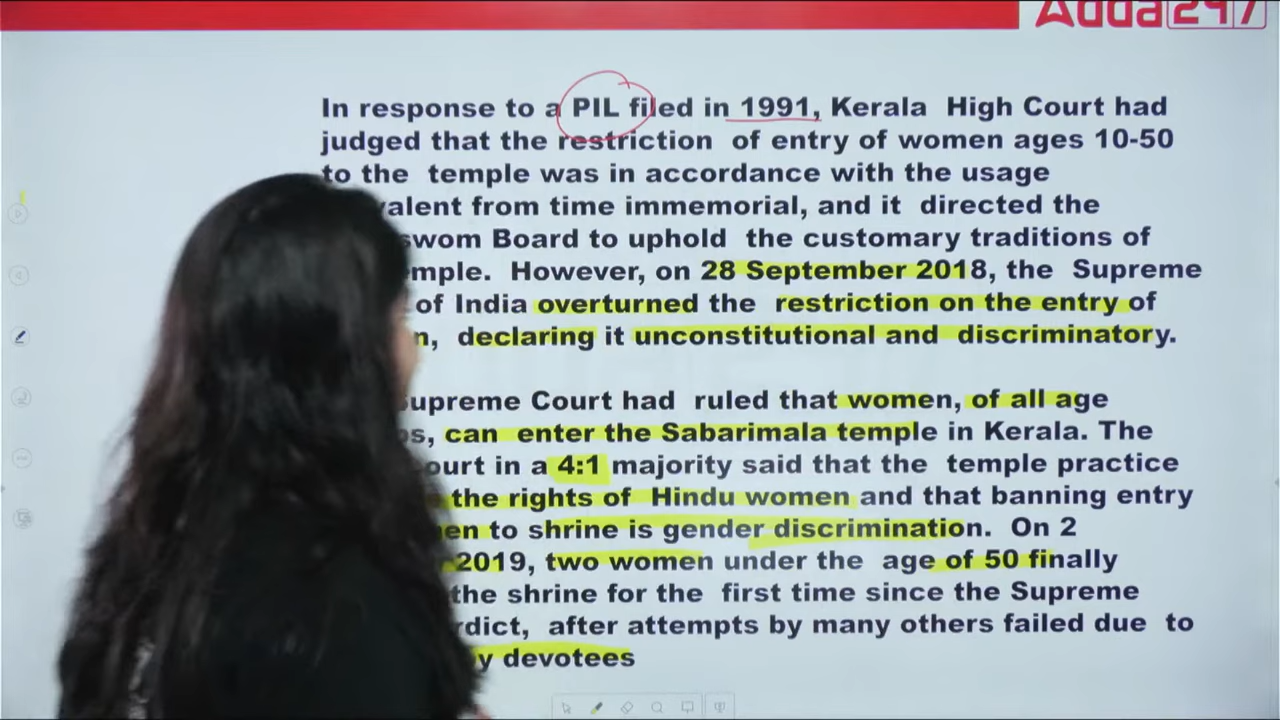 Adda247
In response to a PIL filed in 1991, Kerala High Court had
judged that the restriction of entry of women ages 10-50
to the temple was in accordance with the usage
valent from time immemorial, and it directed the
swom Board to uphold the customary traditions of
mple. However, on 28 September 2018, the Supreme
of India overturned the restriction on the entry of
n, declaring it unconstitutional and discriminatory.
upreme Court had ruled that women, of all age
ps, can enter the Sabarimala temple in Kerala. The
ourt in a 4:1 majority said that the temple practice
the rights of Hindu women and that banning entry
en to shrine is gender discrimination. On 2
2019, two women under the age of 50 finally
the shrine for the first time since the Supreme
rdict, after attempts by many others failed due to
y devotees